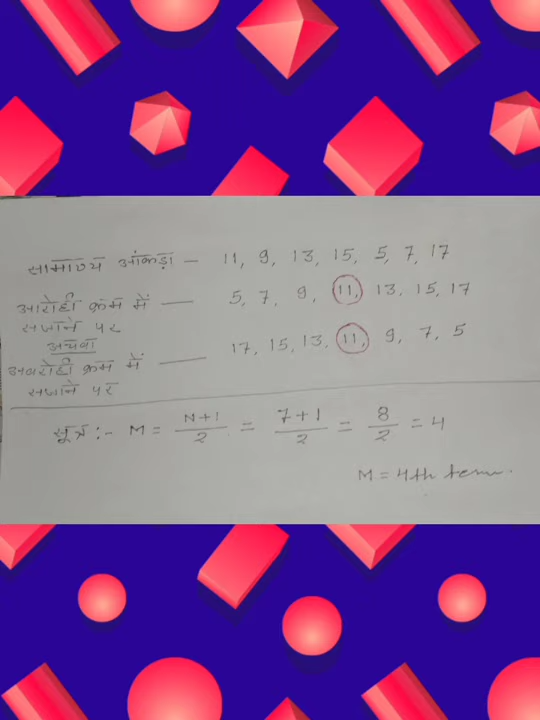 सामान्य आंकड़ा — 11, 9, 13, 15, 5, 7, 17
आरोही क्रम में — 5, 7, 9, 11, 13, 15, 17
सजाने पर
अथवा
अवरोही क्रम में — 17, 15, 13, 11, 9, 7, 5
सजाने पर
सूत्र :- M = N+1/2 = 7+1/2 = 8/2 = 4
M = 4th term.